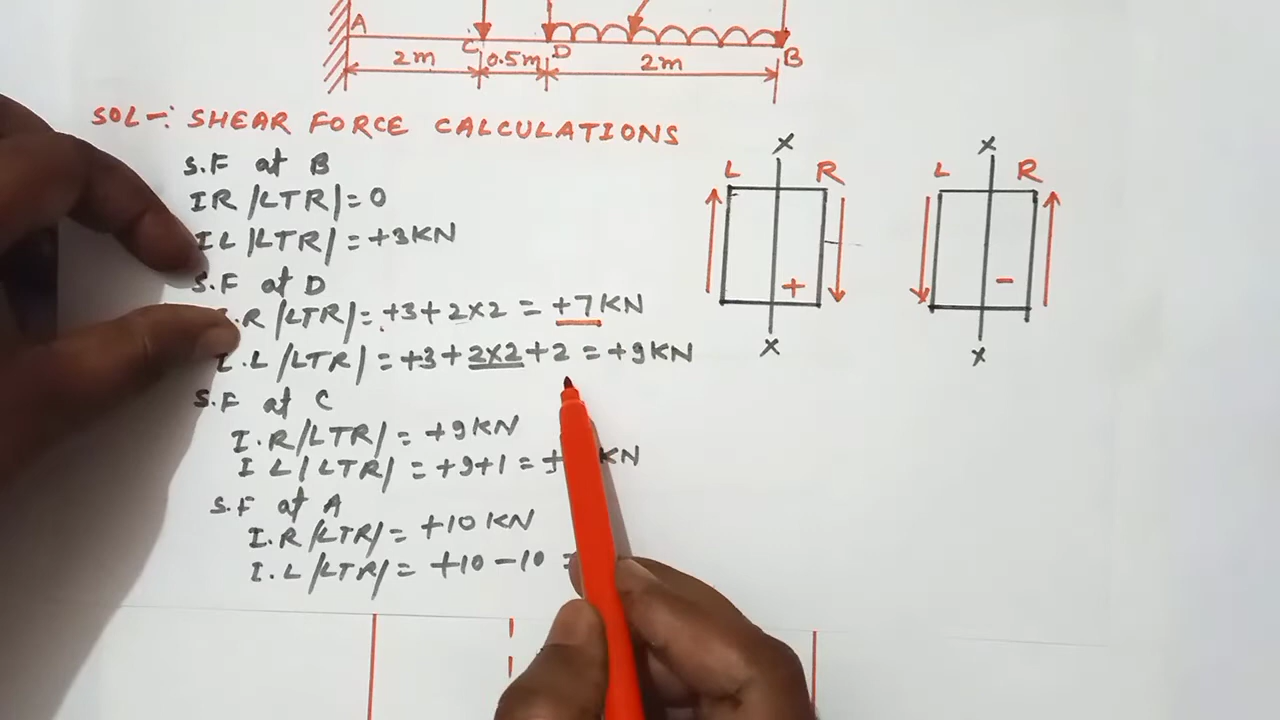 A
C D B
2m 0.5m 2m
SOL-: SHEAR FORCE CALCULATIONS
S.F at B
IR/LTR/=0
IL/LTR/=+3KN
S.F at D
I.R/LTR/=+3+2×2=+7KN
I.L/LTR/=+3+2×2+2=+9KN
S.F at C
I.R/LTR/=+9KN
IL/LTR/=+9+1=+ KN
S.F at A
I.R/LTR/=+10KN
I.L/LTR/=+10-10=
X
L R
+
X
X
L R
-
X